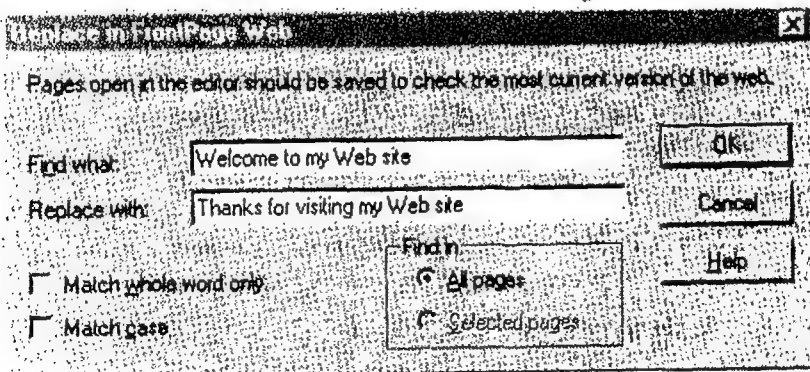 Replace in FrontPage Web
Pages open in the editor should be saved to check the most current version of the web.
Find what:
Welcome to my Web site
OK
Replace with:
Thanks for visiting my Web site
Cancel
Find in
Help
Match whole word only
All pages
Match case
Selected pages